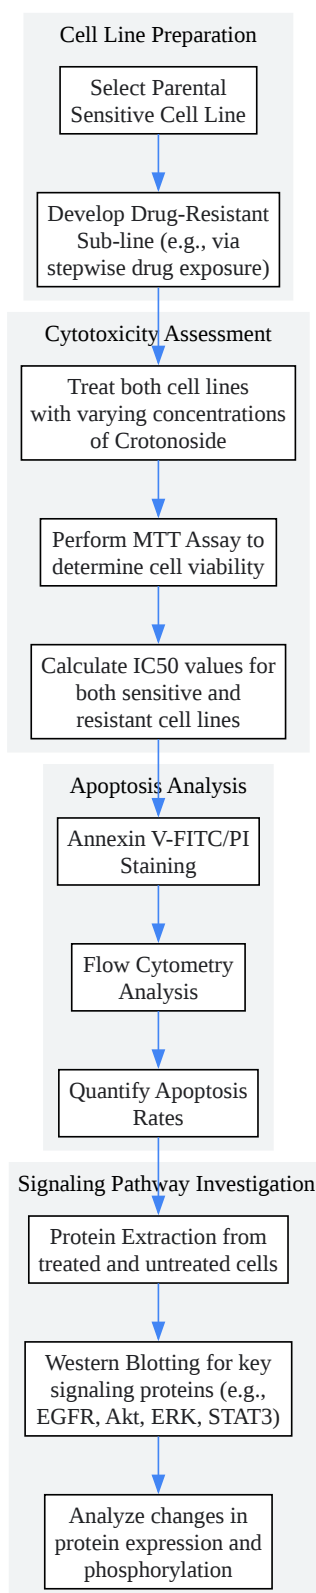 Cell Line Preparation
Select Parental
Sensitive Cell Line
Develop Drug-Resistant
Sub-line (e.g., via
stepwise drug exposure)
Cytotoxicity Assessment
Treat both cell lines
with varying concentrations
of Crotonoside
Perform MTT Assay to
determine cell viability
Calculate IC50 values for
both sensitive and
resistant cell lines
Apoptosis Analysis
Annexin V-FITC/PI
Staining
Flow Cytometry
Analysis
Quantify Apoptosis
Rates
Signaling Pathway Investigation
Protein Extraction from
treated and untreated cells
Western Blotting for key
signaling proteins (e.g.,
EGFR, Akt, ERK, STAT3)
Analyze changes in
protein expression and
phosphorylation